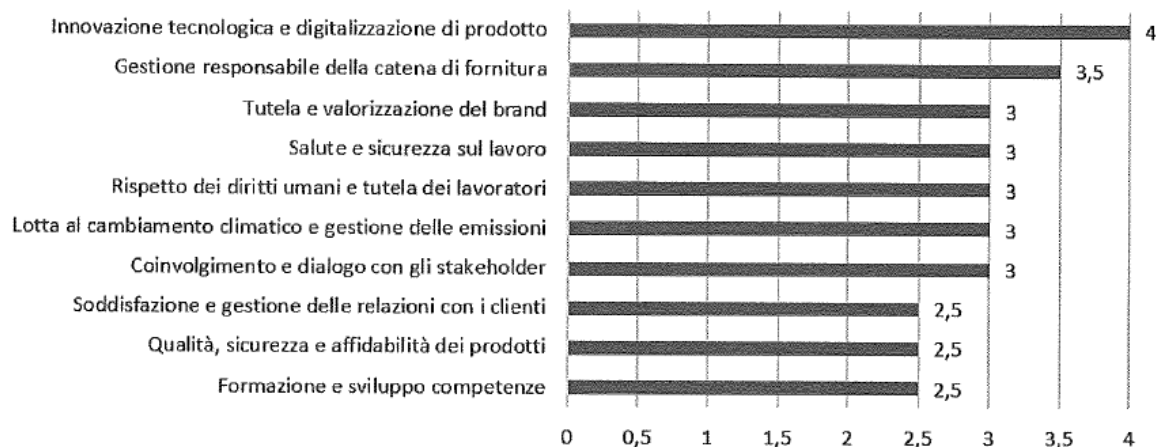 Innovazione tecnologica e digitalizzazione di prodotto 4
Gestione responsabile della catena di fornitura 3,5
Tutela e valorizzazione del brand 3
Salute e sicurezza sul lavoro 3
Rispetto dei diritti umani e tutela dei lavoratori 3
Lotta al cambiamento climatico e gestione delle emissioni 3
Coinvolgimento e dialogo con gli stakeholder 3
Soddisfazione e gestione delle relazioni con i clienti 2,5
Qualità, sicurezza e affidabilità dei prodotti 2,5
Formazione e sviluppo competenze 2,5
0 0,5 1 1,5 2 2,5 3 3,5 4